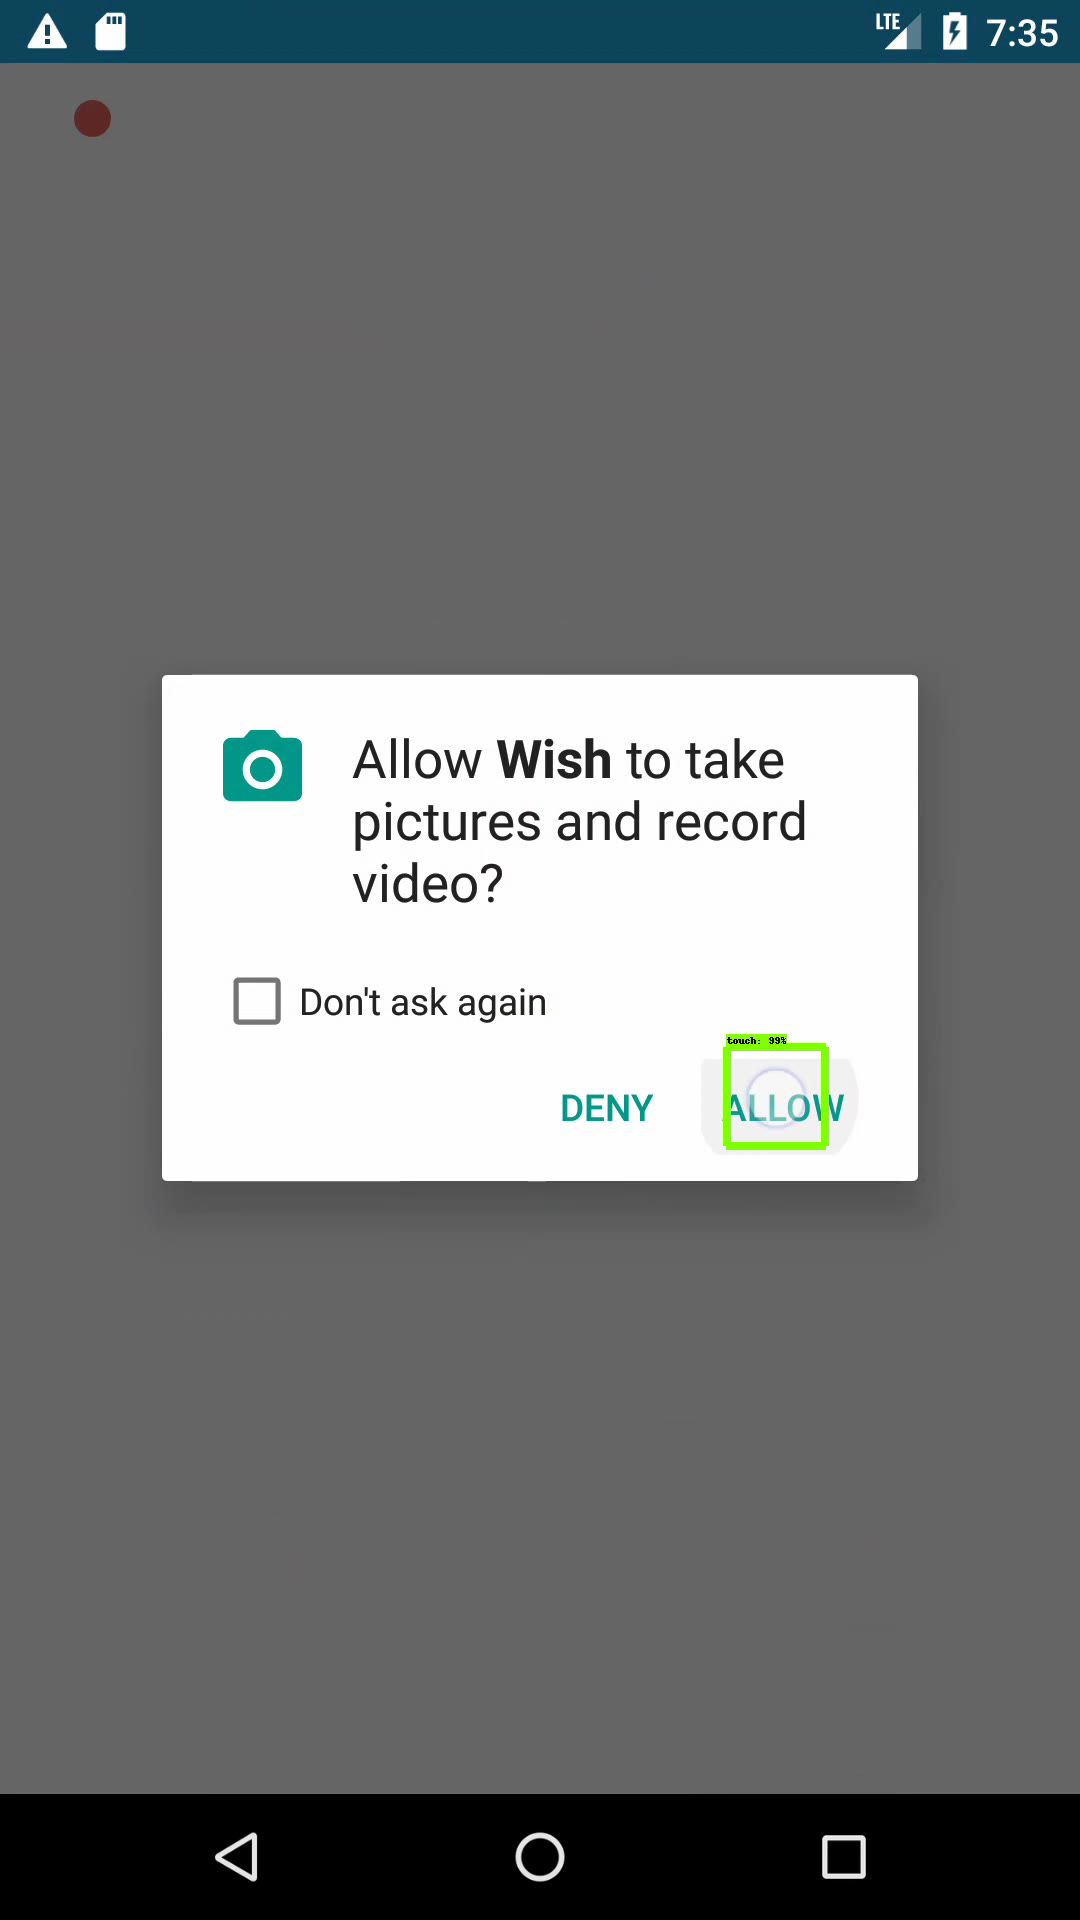 LTE 7:35
Allow Wish to take
pictures and record
video?
Don't ask again
touch: 99%
DENY ALLOW